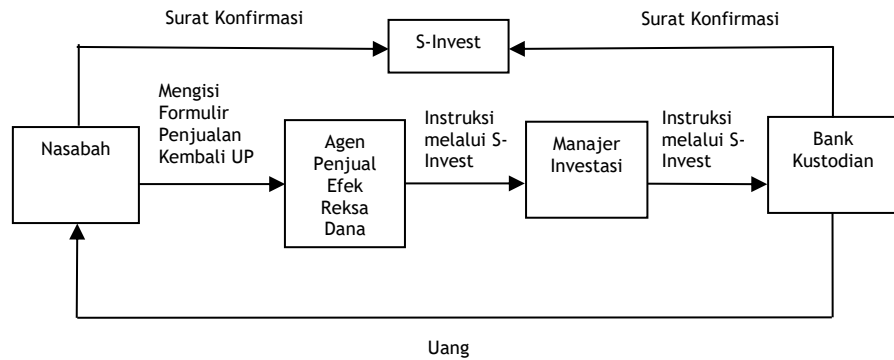 Surat Konfirmasi
Surat Konfirmasi
S-Invest
Mengisi
Formulir
Penjualan
Kembali UP
Instruksi
melalui S-
Invest
Instruksi
melalui S-
Invest
Nasabah
Agen
Penjual
Efek
Reksa
Dana
Manajer
Investasi
Bank
Kustodian
Uang